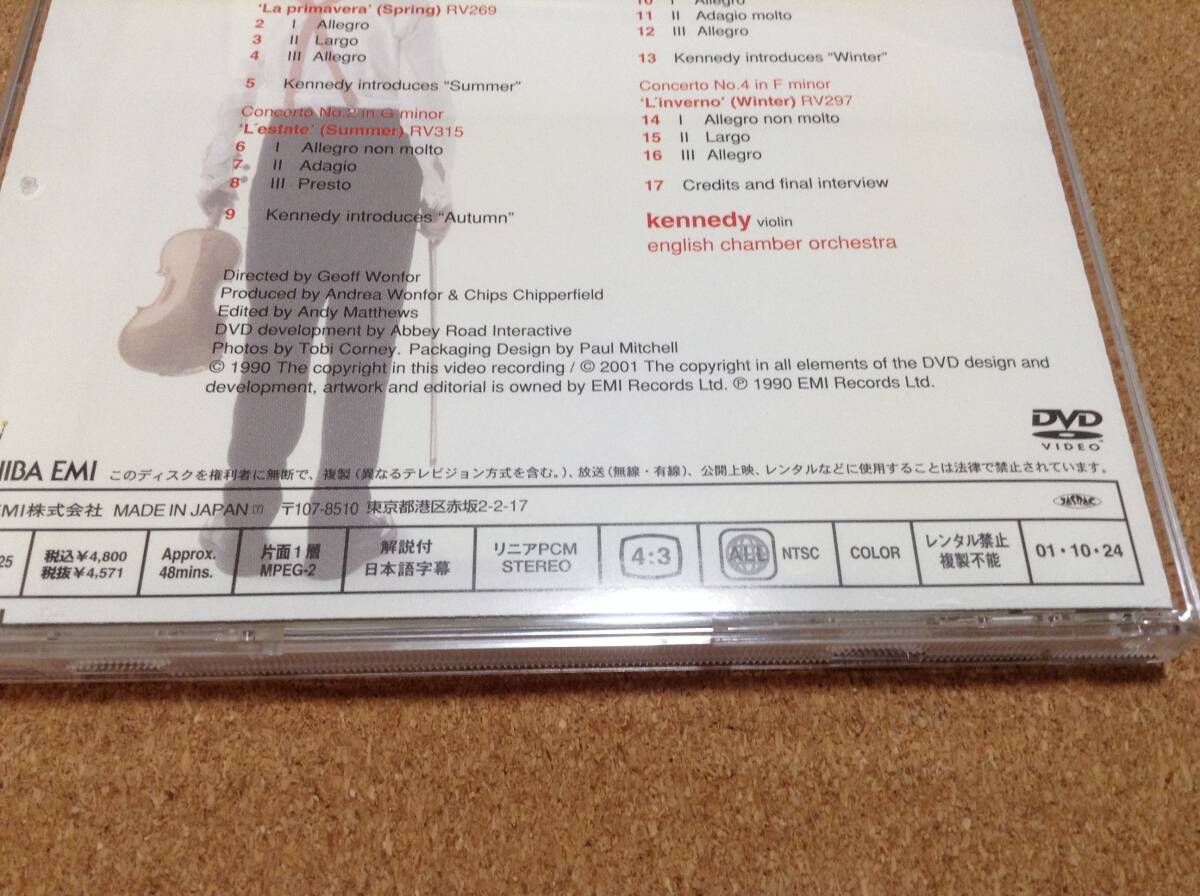 'La primavera' (Spring) RV269
2 I Allegro
3 II Largo
4 III Allegro
5 Kennedy introduces "Summer"
Concerto No.2 in G minor
'L'estate' (Summer) RV315
6 I Allegro non molto
7 II Adagio
8 III Presto
9 Kennedy introduces "Autumn"
10 I Allegro
11 II Adagio molto
12 III Allegro
13 Kennedy introduces "Winter"
Concerto No.4 in F minor
'L'inverno' (Winter) RV297
14 I Allegro non molto
15 II Largo
16 III Allegro
17 Credits and final interview
kennedy violin
english chamber orchestra
Directed by Geoff Wonfor
Produced by Andrea Wonfor & Chips Chipperfield
Edited by Andy Matthews
DVD development by Abbey Road Interactive
Photos by Tobi Corney. Packaging Design by Paul Mitchell
© 1990 The copyright in this video recording / © 2001 The copyright in all elements of the DVD design and
development, artwork and editorial is owned by EMI Records Ltd. ℗ 1990 EMI Records Ltd.
DVD
VIDEO
HIBA EMI このディスクを権利者に無断で、複製(異なるテレビジョン方式を含む。)、放送(無線・有線)、公開上映、レンタルなどに使用することは法律で禁止されています。
EMI株式会社 MADE IN JAPAN 〒107-8510 東京都港区赤坂2-2-17
JASRAC
25
税込¥4,800
税抜¥4,571
Approx.
48mins.
片面1層
MPEG-2
解説付
日本語字幕
リニアPCM
STEREO
4:3
ALL
NTSC
COLOR
レンタル禁止
複製不能
01・10・24